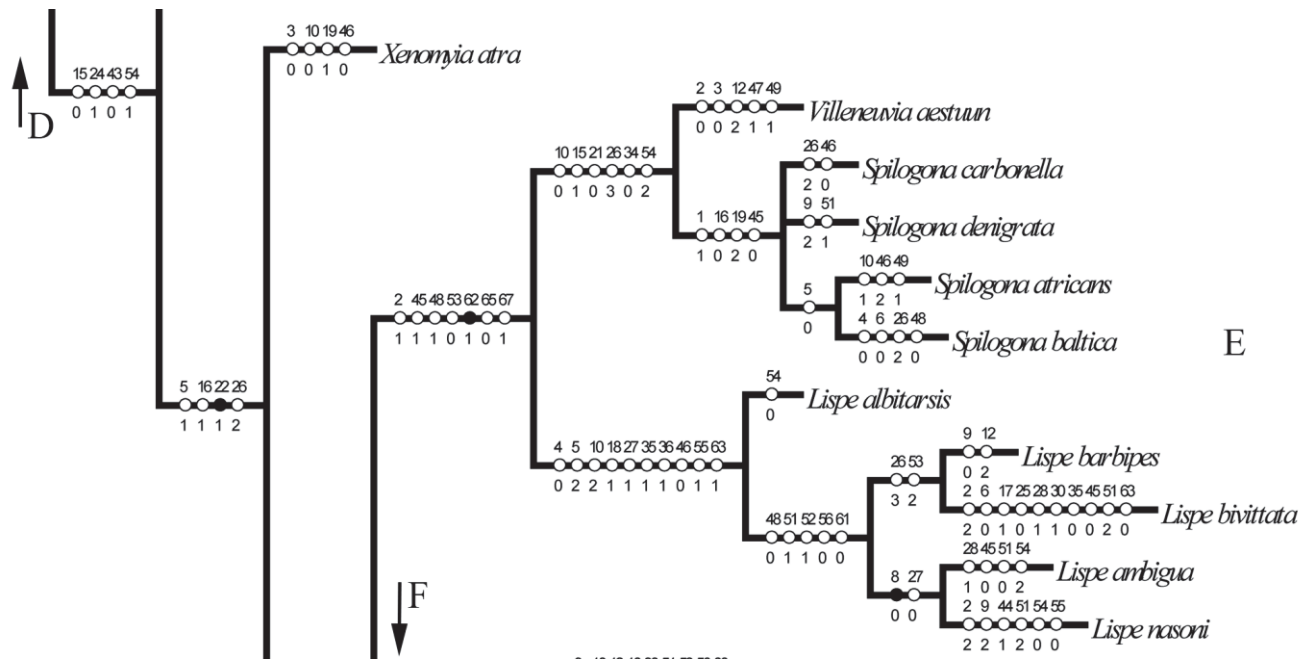 3 10 19 46
Xenomyia atra
0 0 1 0
15 24 43 54
0 1 0 1
D
2 3 12 47 49
Villeneuvia aestuun
0 0 2 1 1
10 15 21 26 34 54
0 1 0 3 0 2
26 46
Spilogona carbonella
2 0
9 51
Spilogona denigrata
2 1
1 16 19 45
1 0 2 0
10 46 49
Spilogona atricans
1 2 1
5
0
4 6 26 48
Spilogona baltica
0 0 2 0
E
2 45 48 53 62 65 67
1 1 1 0 1 0 1
5 16 22 26
1 1 1 2
54
Lispe albitarsis
0
4 5 10 18 27 35 36 46 55 63
0 2 2 1 1 1 1 0 1 1
9 12
Lispe barbipes
0 2
26 53
3 2
2 6 17 25 28 30 35 45 51 63
Lispe bivittata
2 0 1 0 1 1 0 0 2 0
48 51 52 56 61
0 1 1 0 0
28 45 51 54
Lispe ambigua
1 0 0 2
8 27
0 0
2 9 44 51 54 55
Lispe nasoni
2 2 1 2 0 0
F